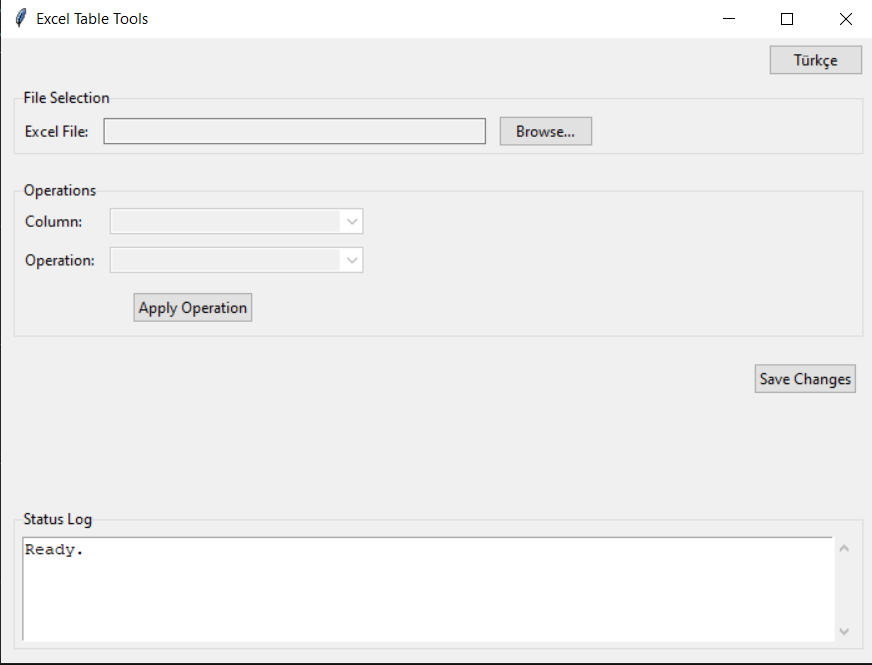 Excel Table Tools
Türkçe
File Selection
Excel File:
Browse...
Operations
Column:
Operation:
Apply Operation
Save Changes
Status Log
Ready.